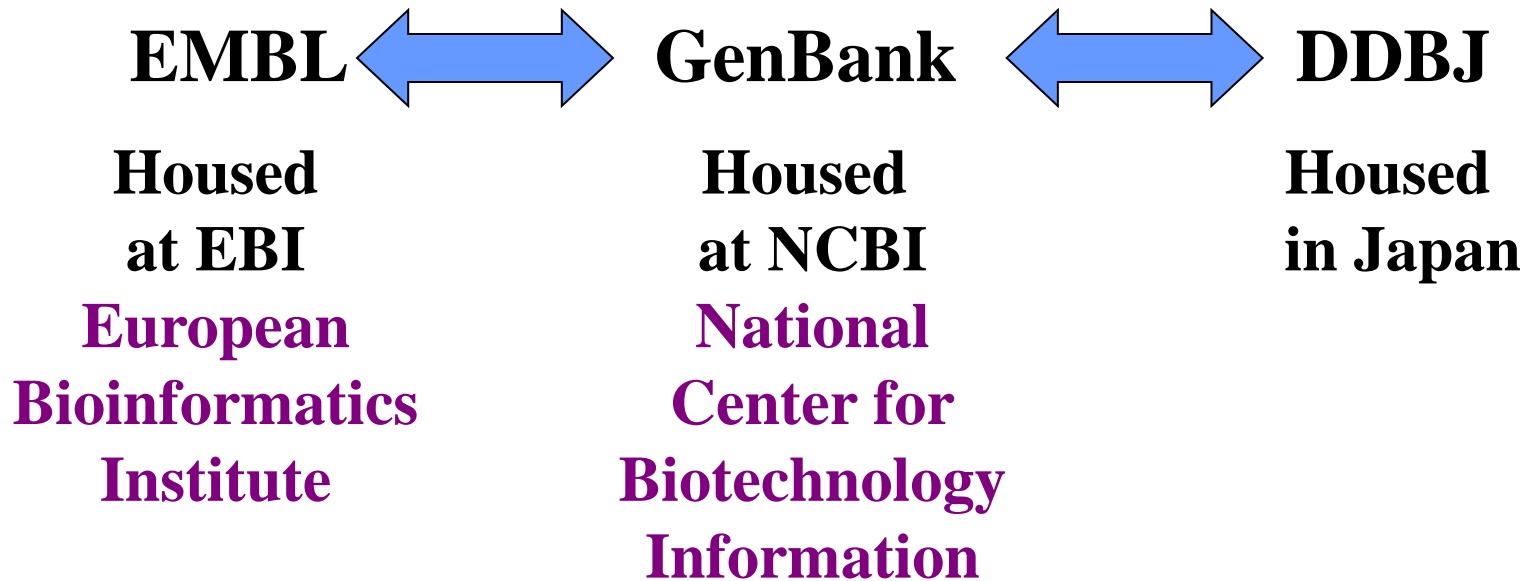 EMBL GenBank DDBJ
Housed
at EBI
European
Bioinformatics
Institute
Housed
at NCBI
National
Center for
Biotechnology
Information
Housed
in Japan